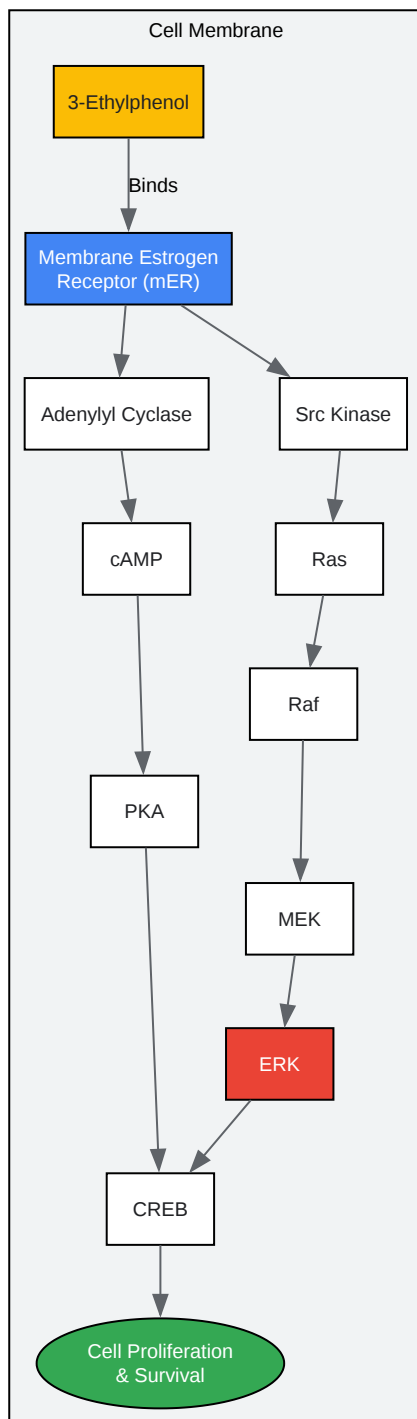 Cell Membrane
3-Ethylphenol
Binds
Membrane Estrogen
Receptor (mER)
Adenylyl Cyclase
Src Kinase
cAMP
Ras
Raf
PKA
MEK
ERK
CREB
Cell Proliferation
& Survival